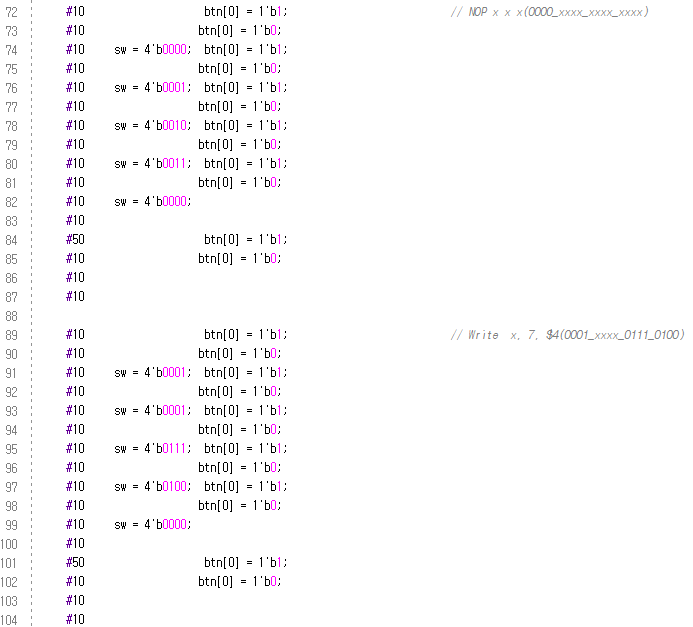 72 #10 btn[0] = 1'b1; // NOP x x x(0000_xxxx_xxxx_xxxx)
73 #10 btn[0] = 1'b0;
74 #10 sw = 4'b0000; btn[0] = 1'b1;
75 #10 btn[0] = 1'b0;
76 #10 sw = 4'b0001; btn[0] = 1'b1;
77 #10 btn[0] = 1'b0;
78 #10 sw = 4'b0010; btn[0] = 1'b1;
79 #10 btn[0] = 1'b0;
80 #10 sw = 4'b0011; btn[0] = 1'b1;
81 #10 btn[0] = 1'b0;
82 #10 sw = 4'b0000;
83 #10
84 #50 btn[0] = 1'b1;
85 #10 btn[0] = 1'b0;
86 #10
87 #10
88
89 #10 btn[0] = 1'b1; // Write x, 7, $4(0001_xxxx_0111_0100)
90 #10 btn[0] = 1'b0;
91 #10 sw = 4'b0001; btn[0] = 1'b1;
92 #10 btn[0] = 1'b0;
93 #10 sw = 4'b0001; btn[0] = 1'b1;
94 #10 btn[0] = 1'b0;
95 #10 sw = 4'b0111; btn[0] = 1'b1;
96 #10 btn[0] = 1'b0;
97 #10 sw = 4'b0100; btn[0] = 1'b1;
98 #10 btn[0] = 1'b0;
99 #10 sw = 4'b0000;
100 #10
101 #50 btn[0] = 1'b1;
102 #10 btn[0] = 1'b0;
103 #10
104 #10